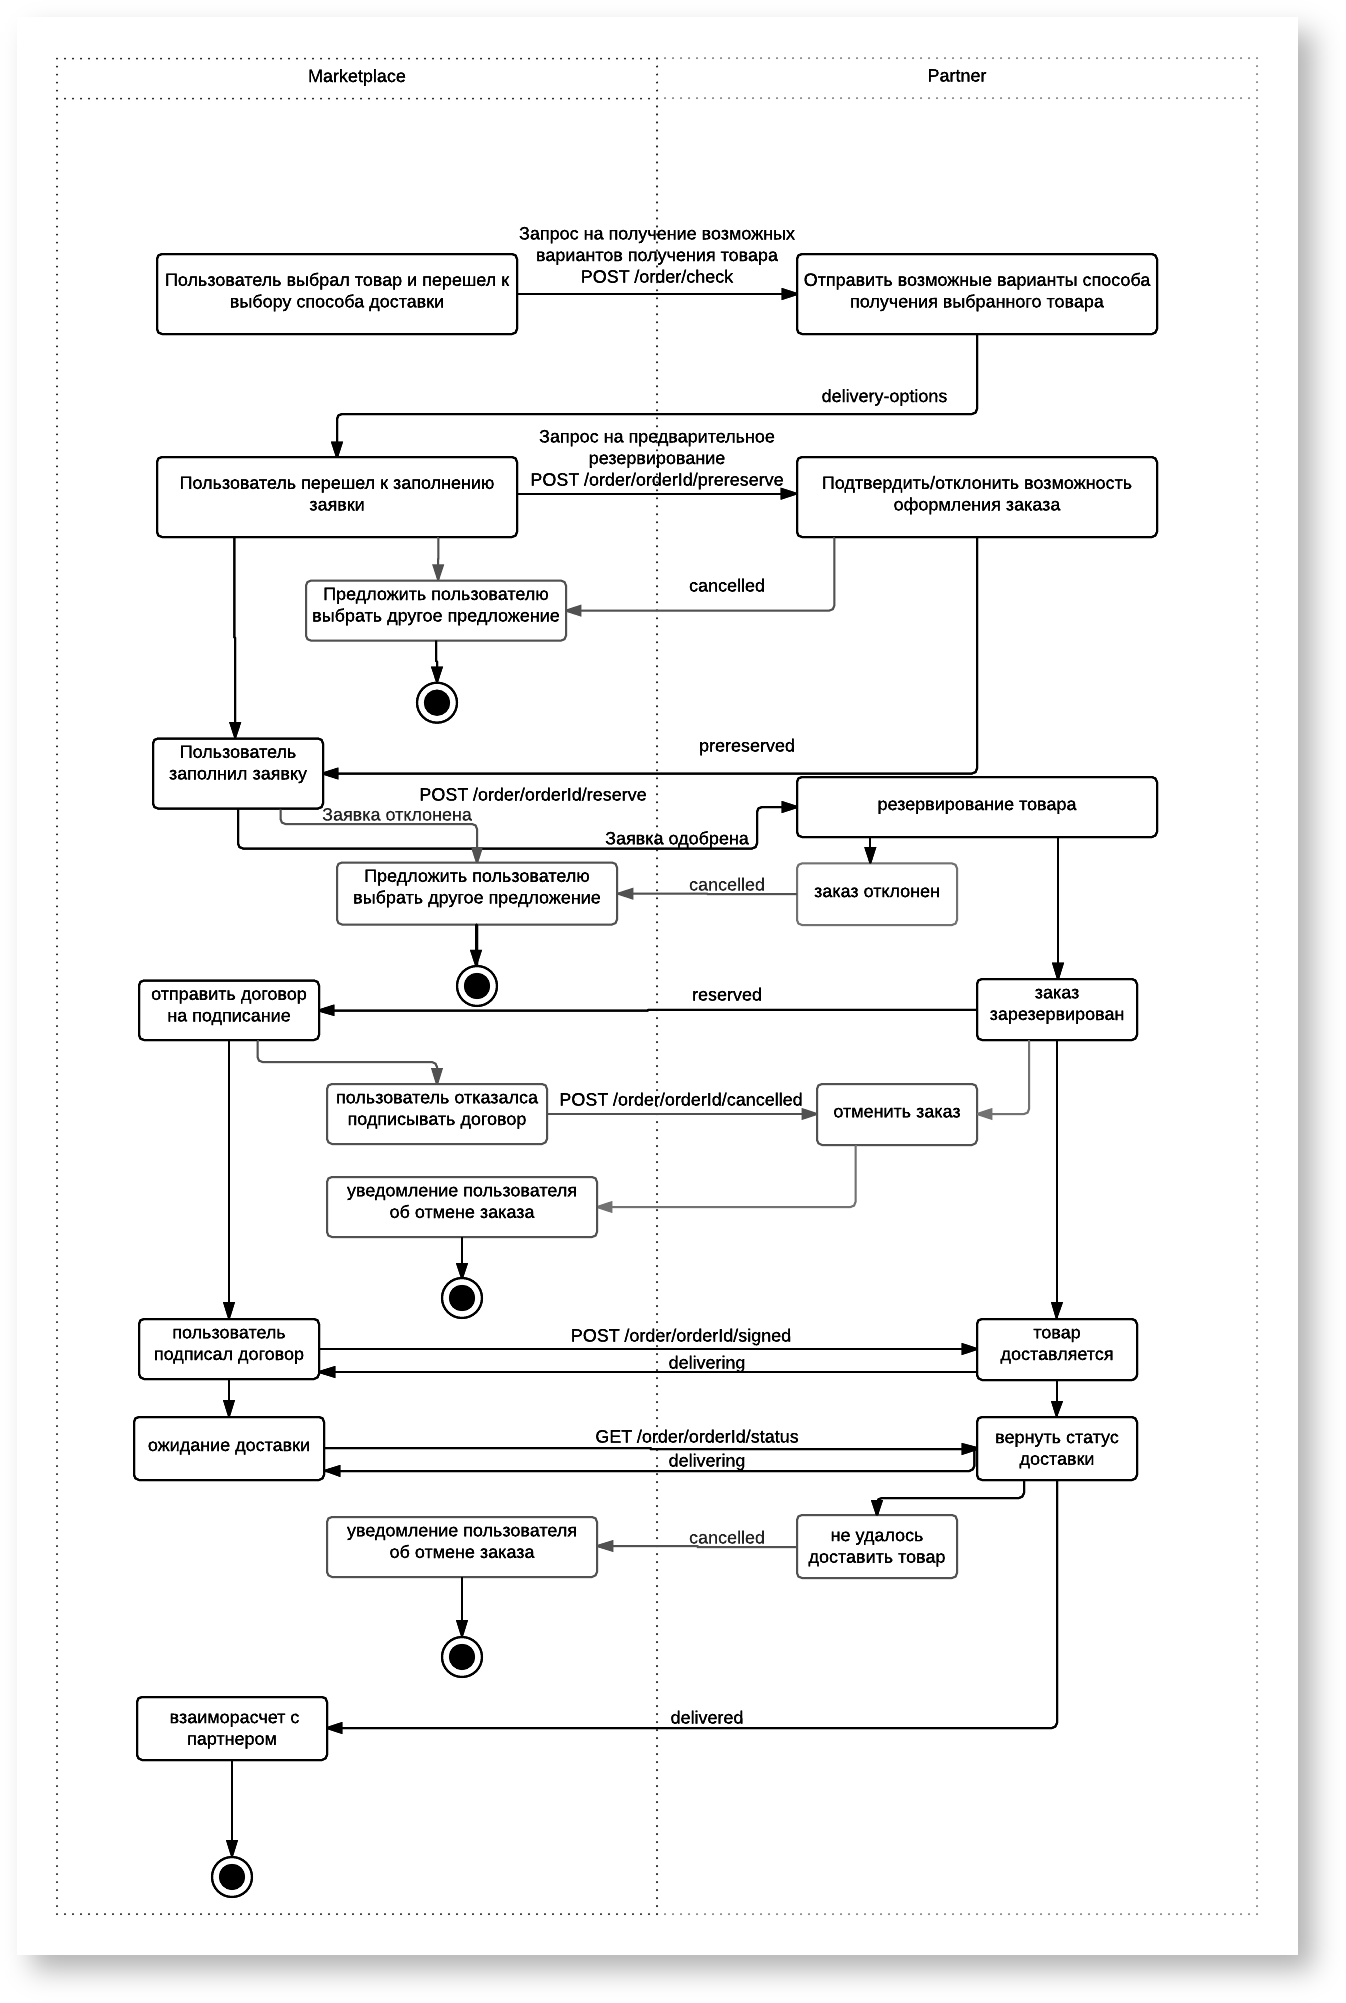 Marketplace
Partner
Запрос на получение возможных
вариантов получения товара
POST /order/check
Пользователь выбрал товар и перешел к
выбору способа доставки
Отправить возможные варианты способа
получения выбранного товара
delivery-options
Запрос на предварительное
резервирование
POST /order/orderId/prereserve
Пользователь перешел к заполнению
заявки
Подтвердить/отклонить возможность
оформления заказа
Предложить пользователю
выбрать другое предложение
cancelled
Пользователь
заполнил заявку
prereserved
POST /order/orderId/reserve
Заявка отклонена
Заявка одобрена
резервирование товара
Предложить пользователю
выбрать другое предложение
cancelled
заказ отклонен
отправить договор
на подписание
reserved
заказ
зарезервирован
пользователь отказалса
подписывать договор
POST /order/orderId/cancelled
отменить заказ
уведомление пользователя
об отмене заказа
пользователь
подписал договор
POST /order/orderId/signed
delivering
товар
доставляется
ожидание доставки
GET /order/orderId/status
delivering
вернуть статус
доставки
уведомление пользователя
об отмене заказа
cancelled
не удалось
доставить товар
взаиморасчет с
партнером
delivered